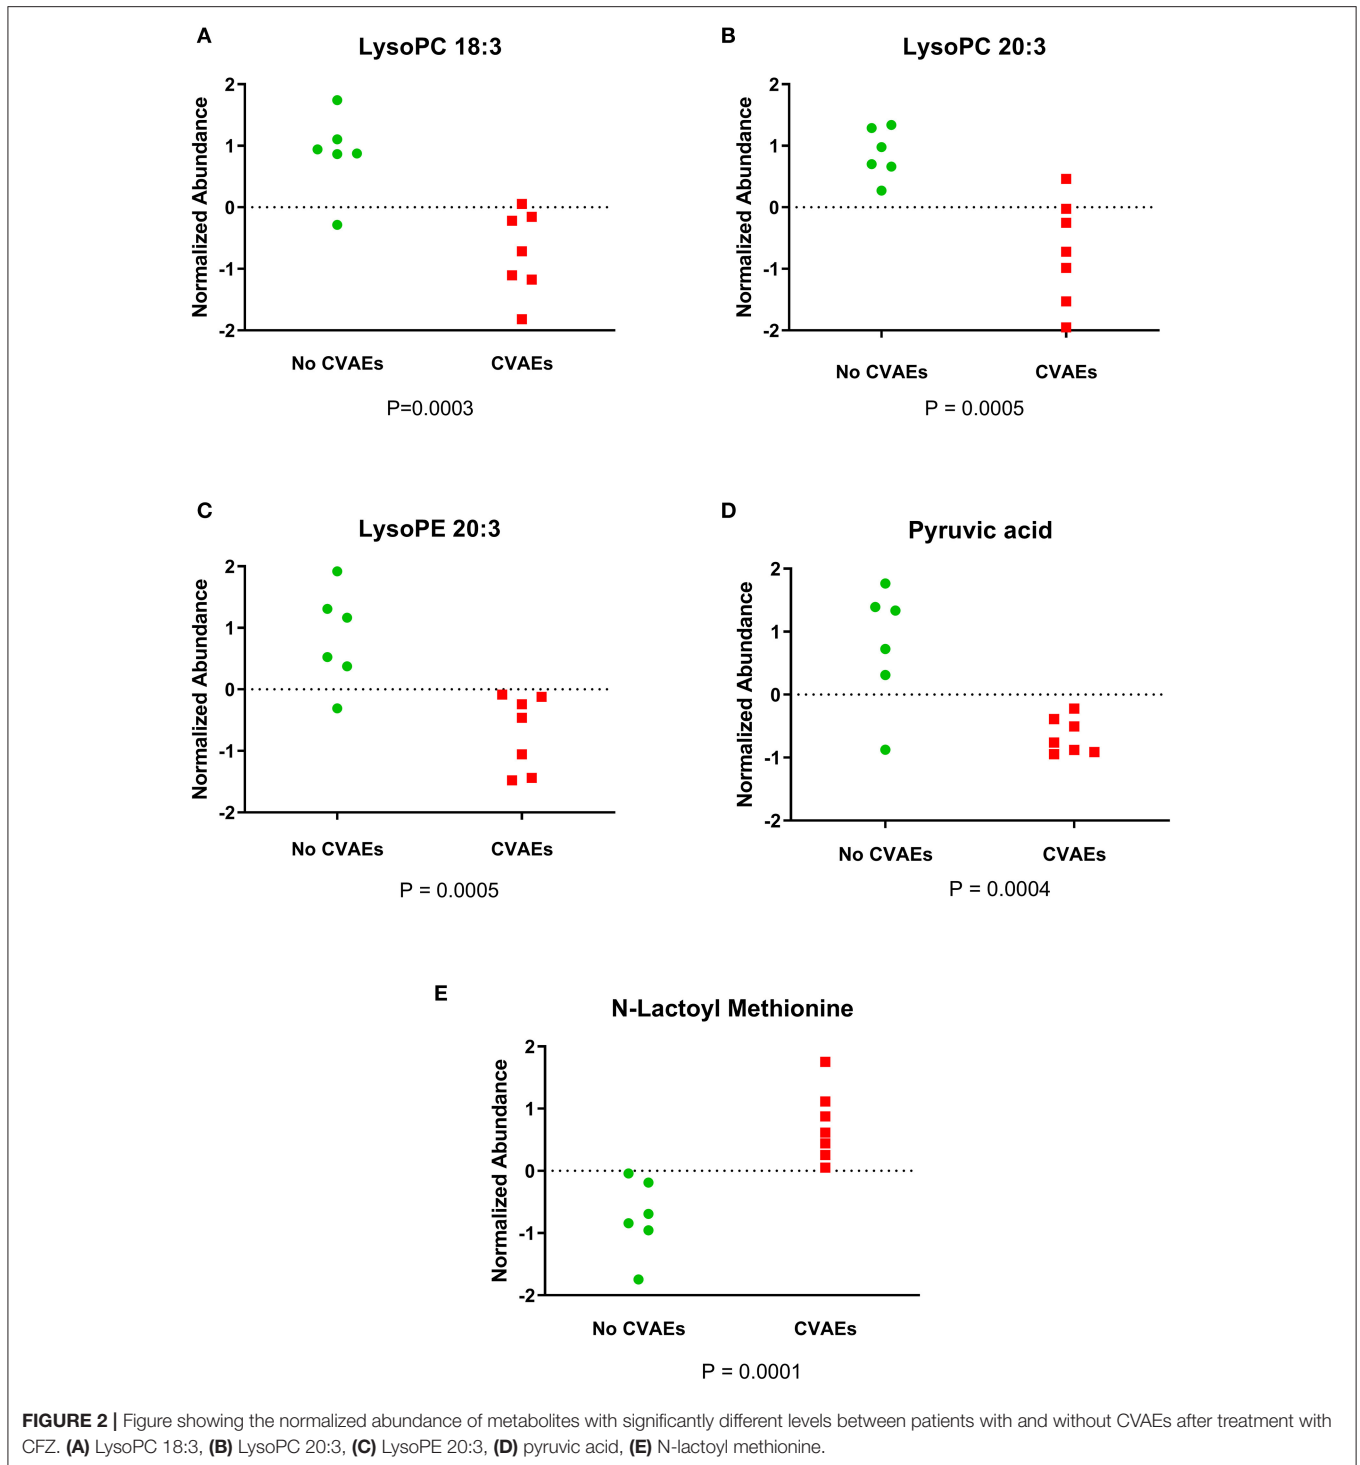 A
LysoPC 18:3
Normalized Abundance
2
1
0
-1
-2
No CVAEs
CVAEs
P=0.0003
B
LysoPC 20:3
Normalized Abundance
2
1
0
-1
-2
No CVAEs
CVAEs
P = 0.0005
C
LysoPE 20:3
Normalized Abundance
2
1
0
-1
-2
No CVAEs
CVAEs
P = 0.0005
D
Pyruvic acid
Normalized Abundance
2
1
0
-1
-2
No CVAEs
CVAEs
P = 0.0004
E
N-Lactoyl Methionine
Normalized Abundance
2
1
0
-1
-2
No CVAEs
CVAEs
P = 0.0001
FIGURE 2 | Figure showing the normalized abundance of metabolites with significantly different levels between patients with and without CVAEs after treatment with
CFZ. (A) LysoPC 18:3, (B) LysoPC 20:3, (C) LysoPE 20:3, (D) pyruvic acid, (E) N-lactoyl methionine.